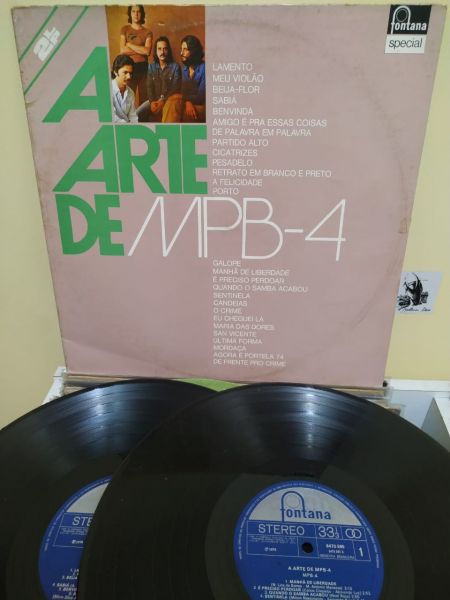 2 LPs
fontana
special
A
ARTE
DE MPB-4
LAMENTO
MEU VIOLÃO
BEIJA-FLOR
SABIÁ
BENVINDA
AMIGO É PRA ESSAS COISAS
DE PALAVRA EM PALAVRA
PARTIDO ALTO
CICATRIZES
PESADELO
RETRATO EM BRANCO E PRETO
A FELICIDADE
PORTO
GALOPE
MANHÃ DE LIBERDADE
É PRECISO PERDOAR
QUANDO O SAMBA ACABOU
SENTINELA
CANDEIAS
O CRIME
EU CHEGUEI LÁ
MARIA DAS DORES
SAN VICENTE
ÚLTIMA FORMA
MORDAÇA
AGORA É PORTELA 74
DE FRENTE PRO CRIME
fontana
STEREO
33⅓
1
A ARTE DE MPB-4
MPB-4
1. MANHÃ DE LIBERDADE
2. É PRECISO PERDOAR
3. QUANDO O SAMBA ACABOU
4. SENTINELA
STEREO